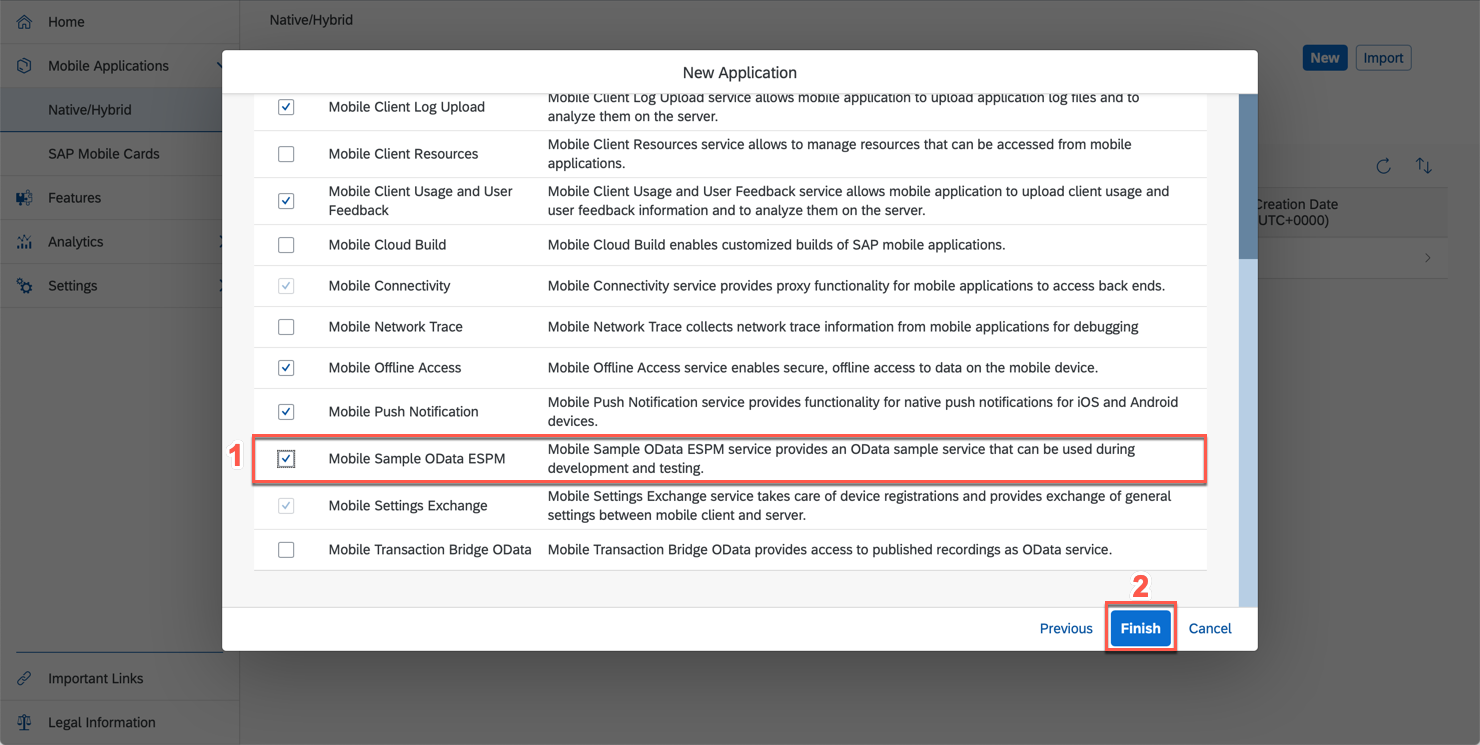 Home
Native/Hybrid
Mobile Applications
New
Import
Native/Hybrid
SAP Mobile Cards
Features
Analytics
Settings
Creation Date
(UTC+0000)
New Application
Mobile Client Log Upload
Mobile Client Log Upload service allows mobile application to upload application log files and to
analyze them on the server.
Mobile Client Resources
Mobile Client Resources service allows to manage resources that can be accessed from mobile
applications.
Mobile Client Usage and User
Feedback
Mobile Client Usage and User Feedback service allows mobile application to upload client usage and
user feedback information and to analyze them on the server.
Mobile Cloud Build
Mobile Cloud Build enables customized builds of SAP mobile applications.
Mobile Connectivity
Mobile Connectivity service provides proxy functionality for mobile applications to access back ends.
Mobile Network Trace
Mobile Network Trace collects network trace information from mobile applications for debugging
Mobile Offline Access
Mobile Offline Access service enables secure, offline access to data on the mobile device.
Mobile Push Notification
Mobile Push Notification service provides functionality for native push notifications for iOS and Android
devices.
1
Mobile Sample OData ESPM
Mobile Sample OData ESPM service provides an OData sample service that can be used during
development and testing.
Mobile Settings Exchange
Mobile Settings Exchange service takes care of device registrations and provides exchange of general
settings between mobile client and server.
Mobile Transaction Bridge OData
Mobile Transaction Bridge OData provides access to published recordings as OData service.
2
Previous
Finish
Cancel
Important Links
Legal Information